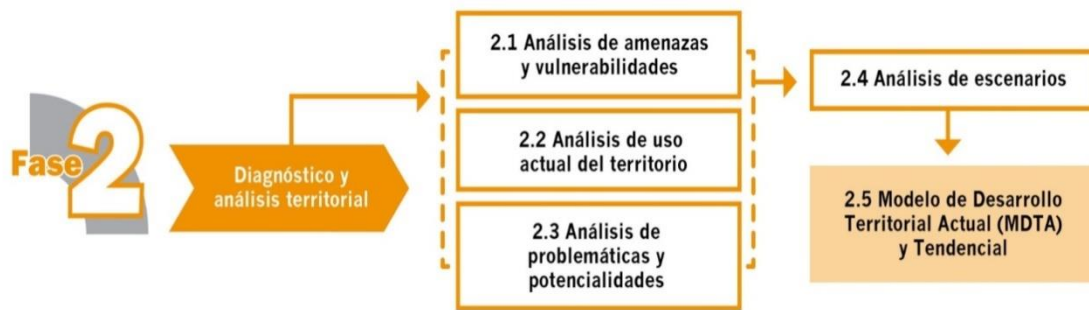 Fase 2
Diagnóstico y
análisis territorial
2.1 Análisis de amenazas
y vulnerabilidades
2.2 Análisis de uso
actual del territorio
2.3 Análisis de
problemáticas y
potencialidades
2.4 Análisis de escenarios
2.5 Modelo de Desarrollo
Territorial Actual (MDTA)
y Tendencial